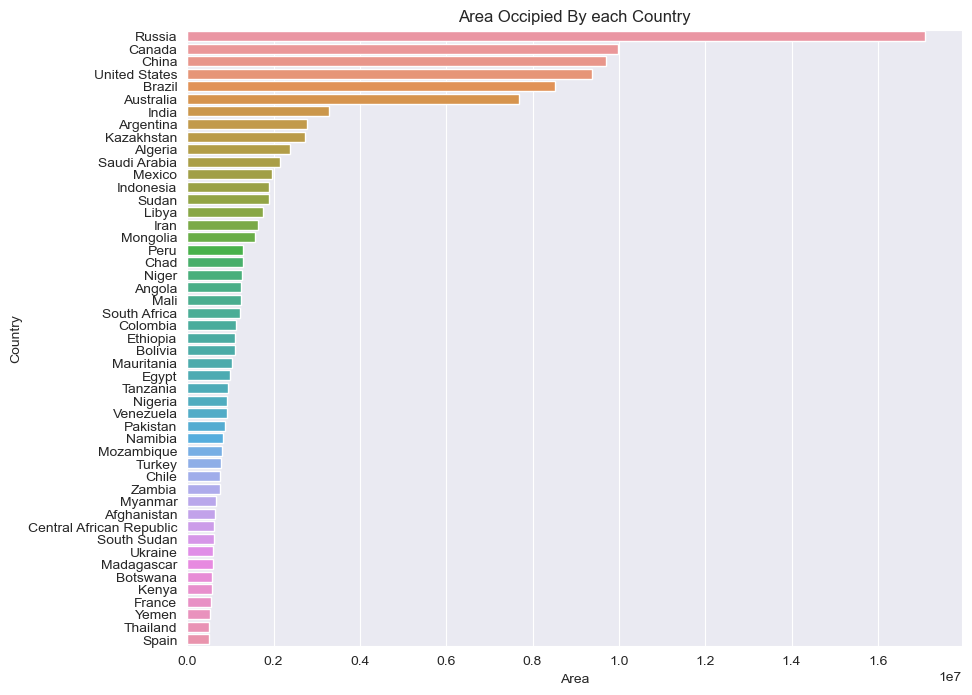 Area Occipied By each Country
Country
Russia
Canada
China
United States
Brazil
Australia
India
Argentina
Kazakhstan
Algeria
Saudi Arabia
Mexico
Indonesia
Sudan
Libya
Iran
Mongolia
Peru
Chad
Niger
Angola
Mali
South Africa
Colombia
Ethiopia
Bolivia
Mauritania
Egypt
Tanzania
Nigeria
Venezuela
Pakistan
Namibia
Mozambique
Turkey
Chile
Zambia
Myanmar
Afghanistan
Central African Republic
South Sudan
Ukraine
Madagascar
Botswana
Kenya
France
Yemen
Thailand
Spain
0.0 0.2 0.4 0.6 0.8 1.0 1.2 1.4 1.6
1e7
Area